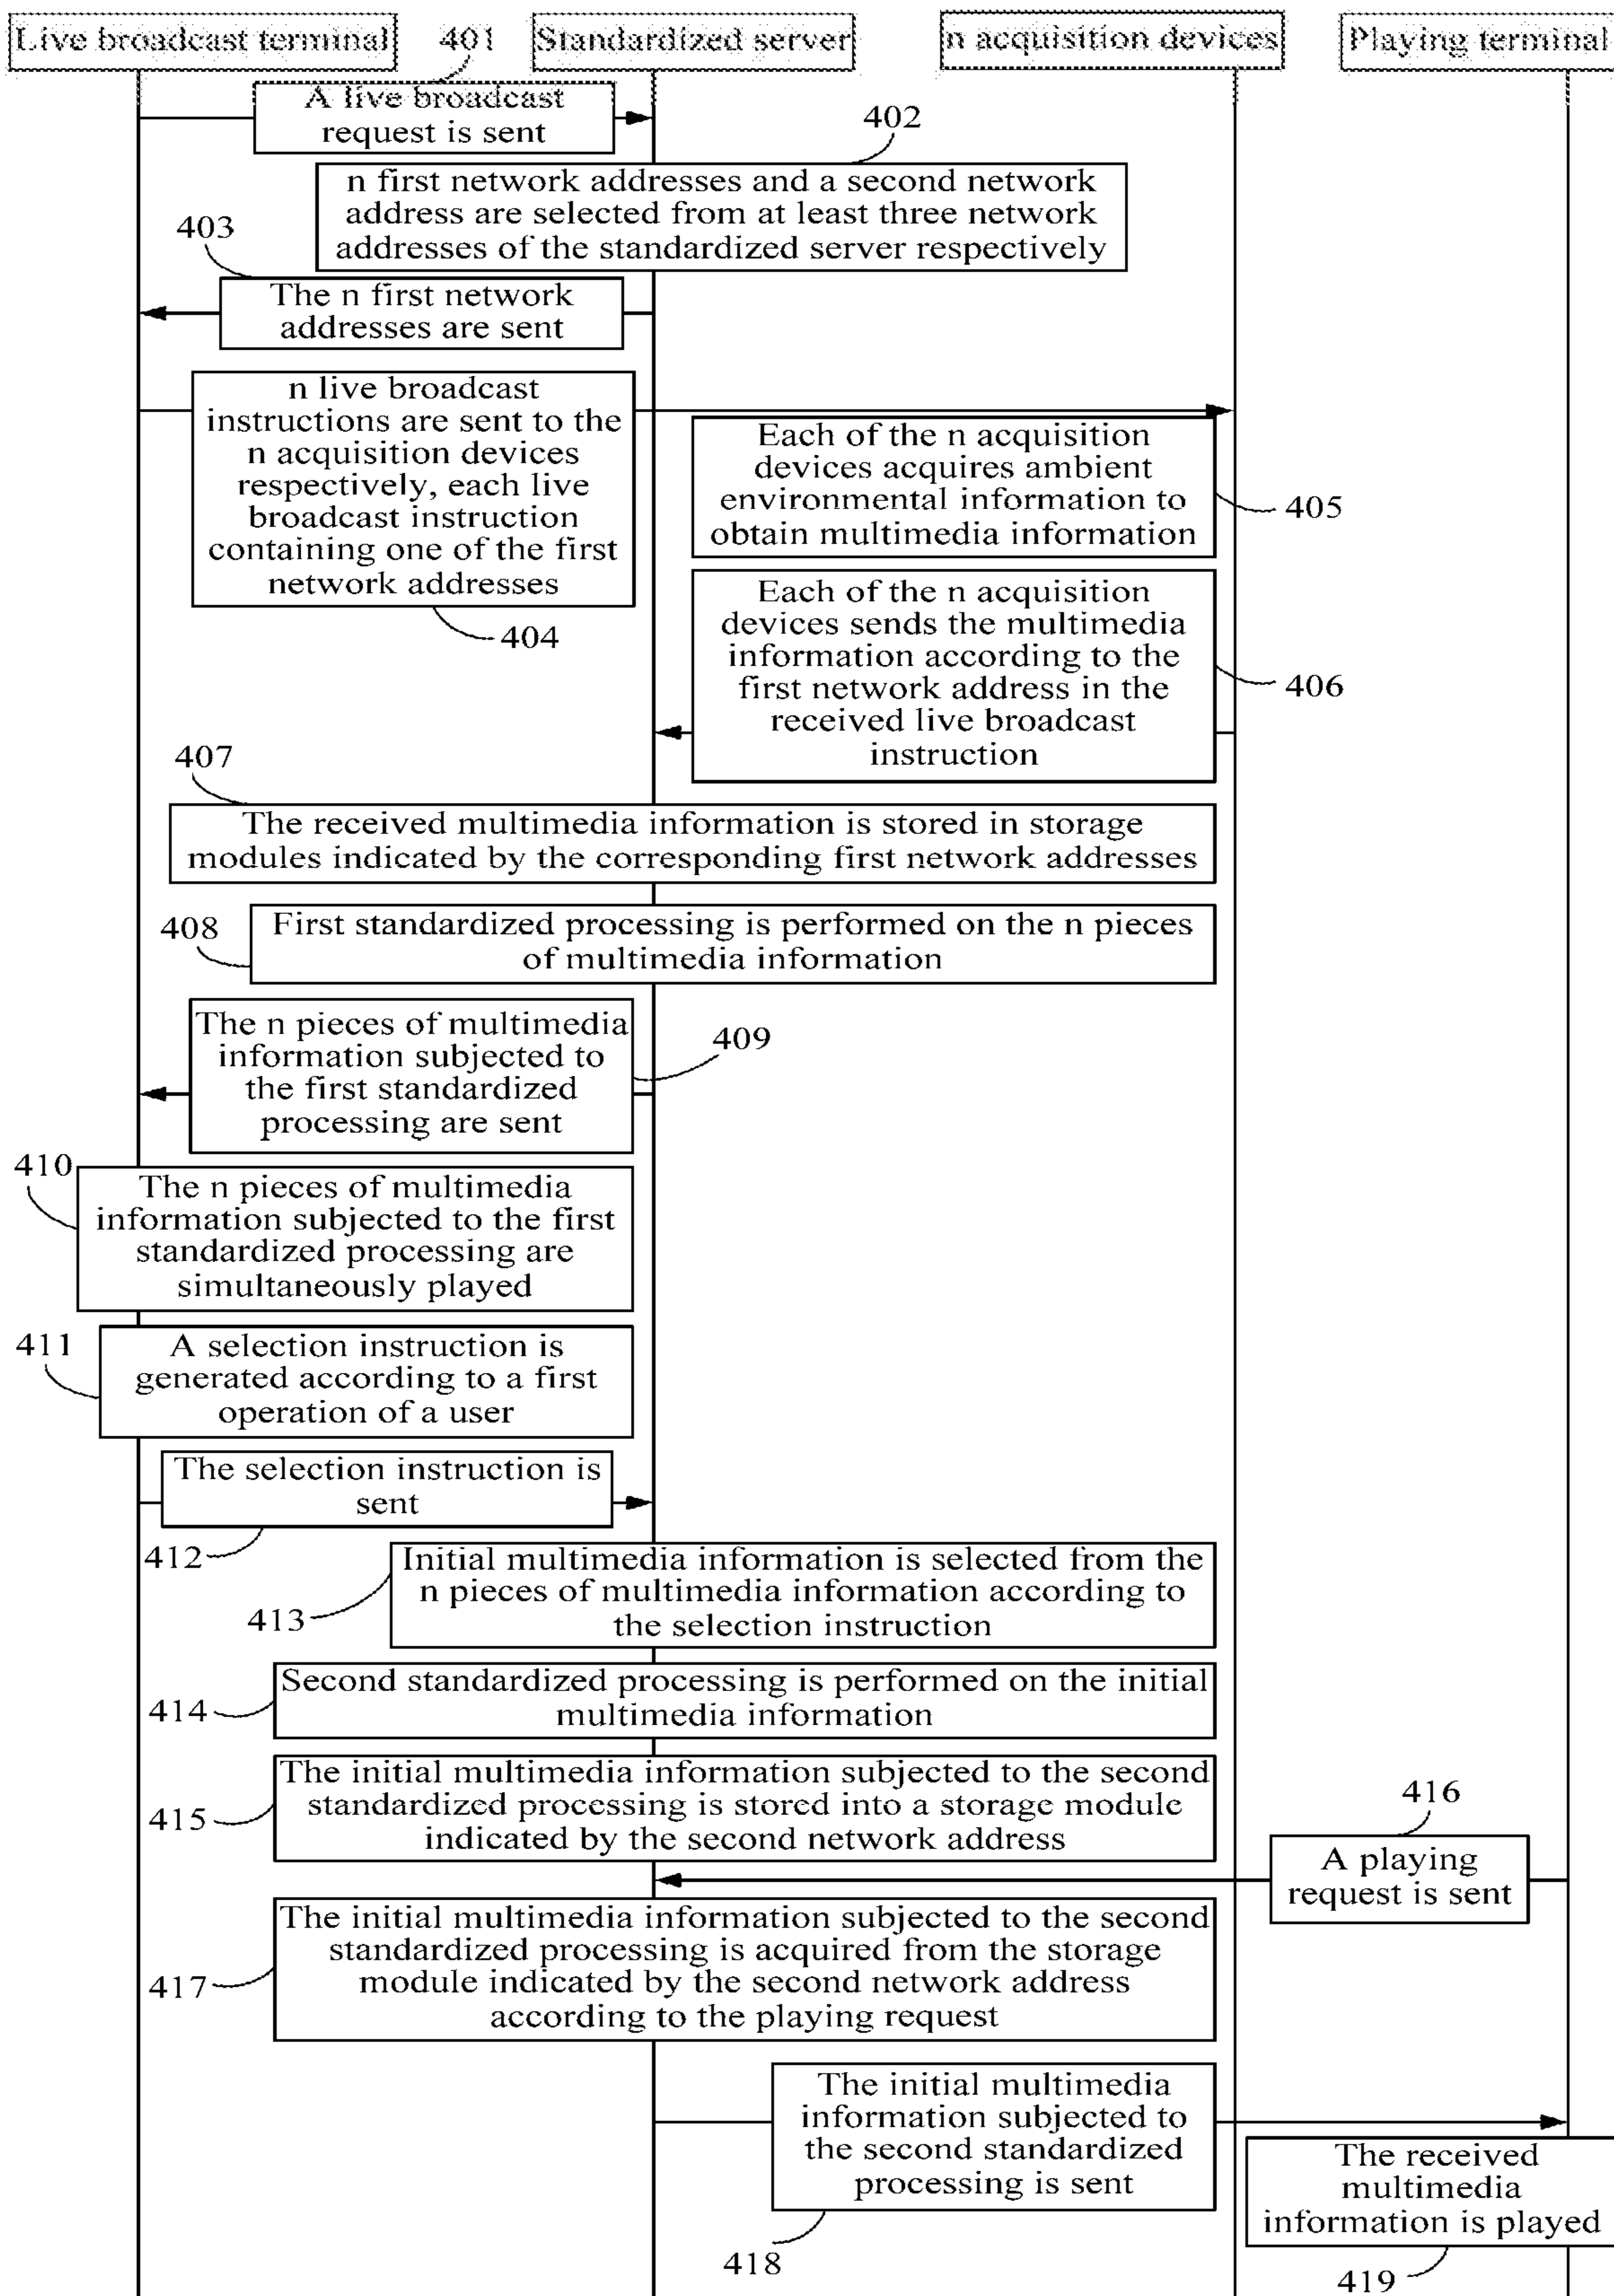 Live broadcast terminal
401
Standardized server
n acquisition devices
Playing terminal
A live broadcast
request is sent
402
n first network addresses and a second network
address are selected from at least three network
addresses of the standardized server respectively
403
The n first network
addresses are sent
n live broadcast
instructions are sent to the
n acquisition devices
respectively, each live
broadcast instruction
containing one of the first
network addresses
404
Each of the n acquisition
devices acquires ambient
environmental information to
obtain multimedia information
405
Each of the n acquisition
devices sends the multimedia
information according to the
first network address in the
received live broadcast
instruction
406
407
The received multimedia information is stored in storage
modules indicated by the corresponding first network addresses
408
First standardized processing is performed on the n pieces
of multimedia information
The n pieces of multimedia
information subjected to
the first standardized
processing are sent
409
410
The n pieces of multimedia
information subjected to the first
standardized processing are
simultaneously played
411
A selection instruction is
generated according to a first
operation of a user
The selection instruction is
sent
412
Initial multimedia information is selected from the
n pieces of multimedia information according to
the selection instruction
413
Second standardized processing is performed on the initial
multimedia information
414
The initial multimedia information subjected to the second
standardized processing is stored into a storage module
indicated by the second network address
415
416
A playing
request is sent
The initial multimedia information subjected to the second
standardized processing is acquired from the storage
module indicated by the second network address
according to the playing request
417
The initial multimedia
information subjected to
the second standardized
processing is sent
418
The received
multimedia
information is played
419